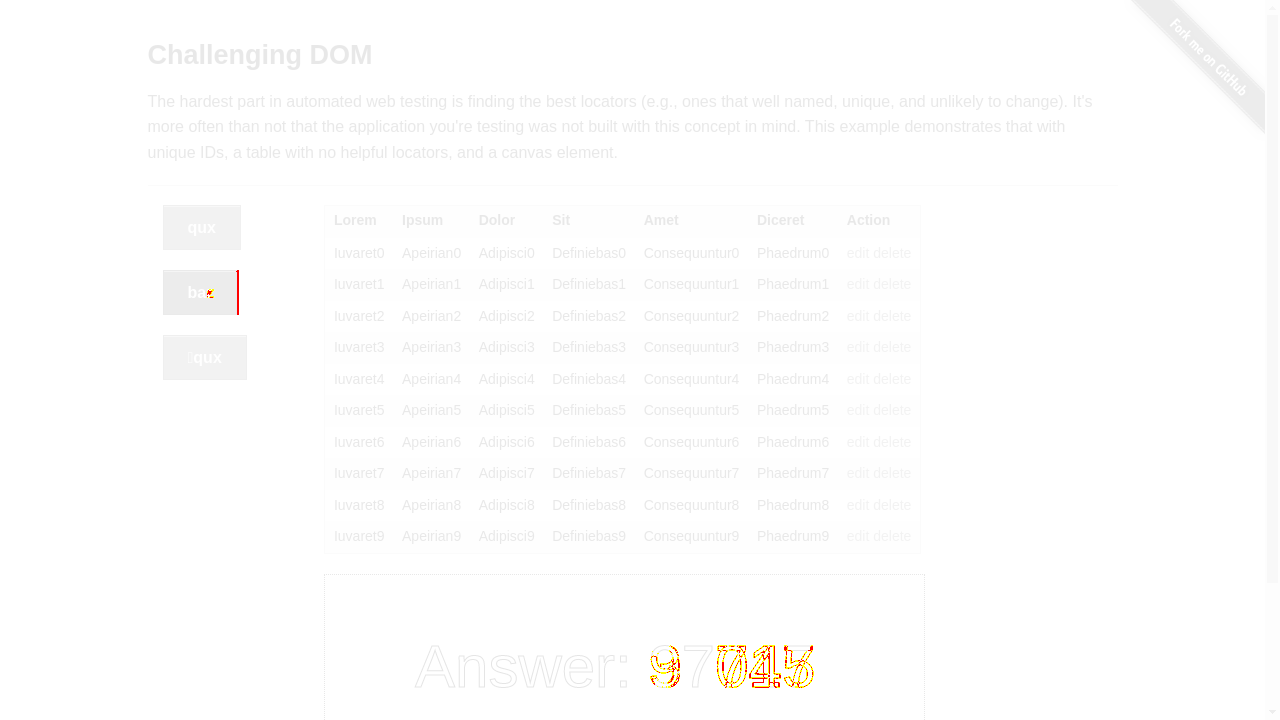 Fork me on GitHub
Challenging DOM
The hardest part in automated web testing is finding the best locators (e.g., ones that well named, unique, and unlikely to change). It's
more often than not that the application you're testing was not built with this concept in mind. This example demonstrates that with
unique IDs, a table with no helpful locators, and a canvas element.
qux
qux
Lorem Ipsum Dolor Sit Amet Diceret Action
Iuvaret0 Apeirian0 Adipisci0 Definiebas0 Consequuntur0 Phaedrum0 edit delete
Iuvaret1 Apeirian1 Adipisci1 Definiebas1 Consequuntur1 Phaedrum1 edit delete
Iuvaret2 Apeirian2 Adipisci2 Definiebas2 Consequuntur2 Phaedrum2 edit delete
Iuvaret3 Apeirian3 Adipisci3 Definiebas3 Consequuntur3 Phaedrum3 edit delete
Iuvaret4 Apeirian4 Adipisci4 Definiebas4 Consequuntur4 Phaedrum4 edit delete
Iuvaret5 Apeirian5 Adipisci5 Definiebas5 Consequuntur5 Phaedrum5 edit delete
Iuvaret6 Apeirian6 Adipisci6 Definiebas6 Consequuntur6 Phaedrum6 edit delete
Iuvaret7 Apeirian7 Adipisci7 Definiebas7 Consequuntur7 Phaedrum7 edit delete
Iuvaret8 Apeirian8 Adipisci8 Definiebas8 Consequuntur8 Phaedrum8 edit delete
Iuvaret9 Apeirian9 Adipisci9 Definiebas9 Consequuntur9 Phaedrum9 edit delete
Answer: